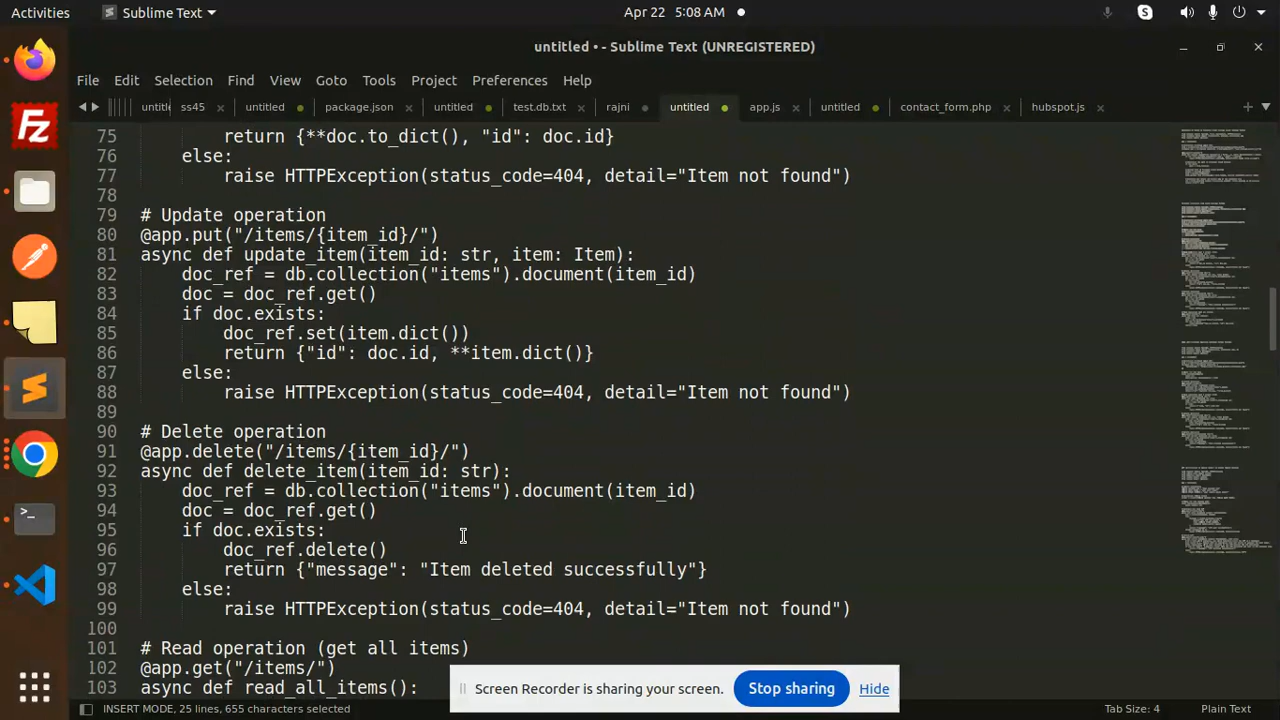 Activities
Sublime Text
Apr 22 5:08 AM
untitled • - Sublime Text (UNREGISTERED)
File Edit Selection Find View Goto Tools Project Preferences Help
untitl ss45 untitled package.json untitled test.db.txt rajni untitled app.js untitled contact_form.php hubspot.js
75 return {**doc.to_dict(), "id": doc.id}
76 else:
77 raise HTTPException(status_code=404, detail="Item not found")
78
79 # Update operation
80 @app.put("/items/{item_id}/")
81 async def update_item(item_id: str, item: Item):
82 doc_ref = db.collection("items").document(item_id)
83 doc = doc_ref.get()
84 if doc.exists:
85 doc_ref.set(item.dict())
86 return {"id": doc.id, **item.dict()}
87 else:
88 raise HTTPException(status_code=404, detail="Item not found")
89
90 # Delete operation
91 @app.delete("/items/{item_id}/")
92 async def delete_item(item_id: str):
93 doc_ref = db.collection("items").document(item_id)
94 doc = doc_ref.get()
95 if doc.exists:
96 doc_ref.delete()
97 return {"message": "Item deleted successfully"}
98 else:
99 raise HTTPException(status_code=404, detail="Item not found")
100
101 # Read operation (get all items)
102 @app.get("/items/")
103 async def read_all_items():
Screen Recorder is sharing your screen. Stop sharing Hide
INSERT MODE, 25 lines, 655 characters selected Tab Size: 4 Plain Text